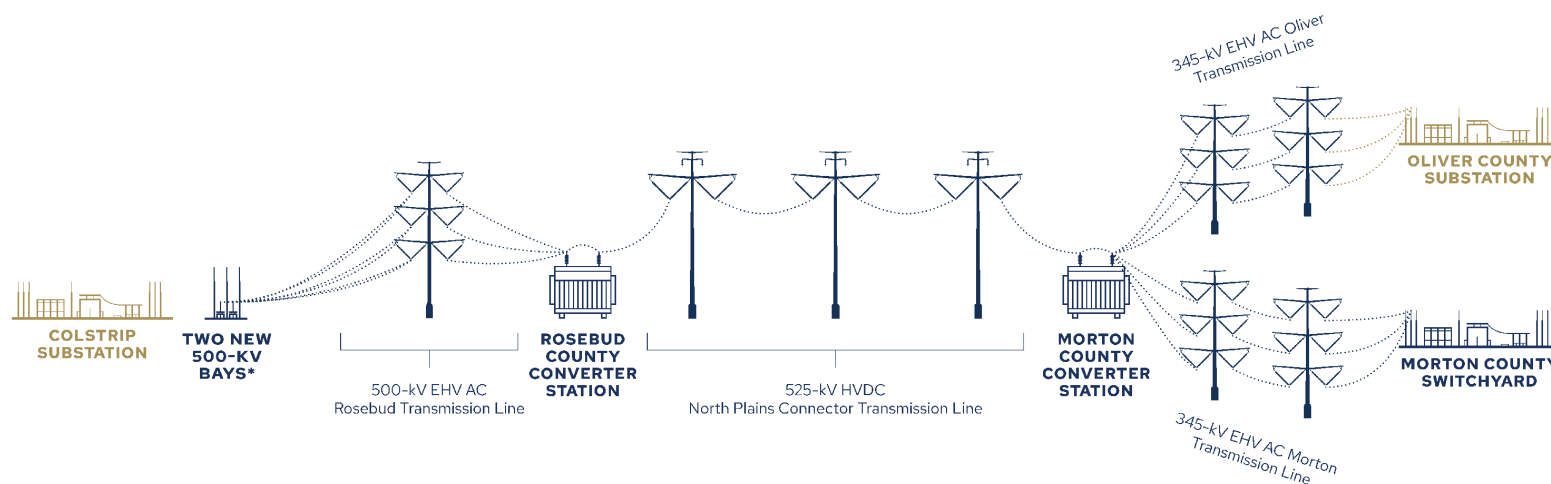 345-kV EHV AC Oliver
Transmission Line
OLIVER COUNTY
SUBSTATION
COLSTRIP
SUBSTATION
TWO NEW
500-KV
BAYS*
500-kV EHV AC
Rosebud Transmission Line
ROSEBUD
COUNTY
CONVERTER
STATION
525-kV HVDC
North Plains Connector Transmission Line
MORTON
COUNTY
CONVERTER
STATION
MORTON COUNTY
SWITCHYARD
345-kV EHV AC Morton
Transmission Line